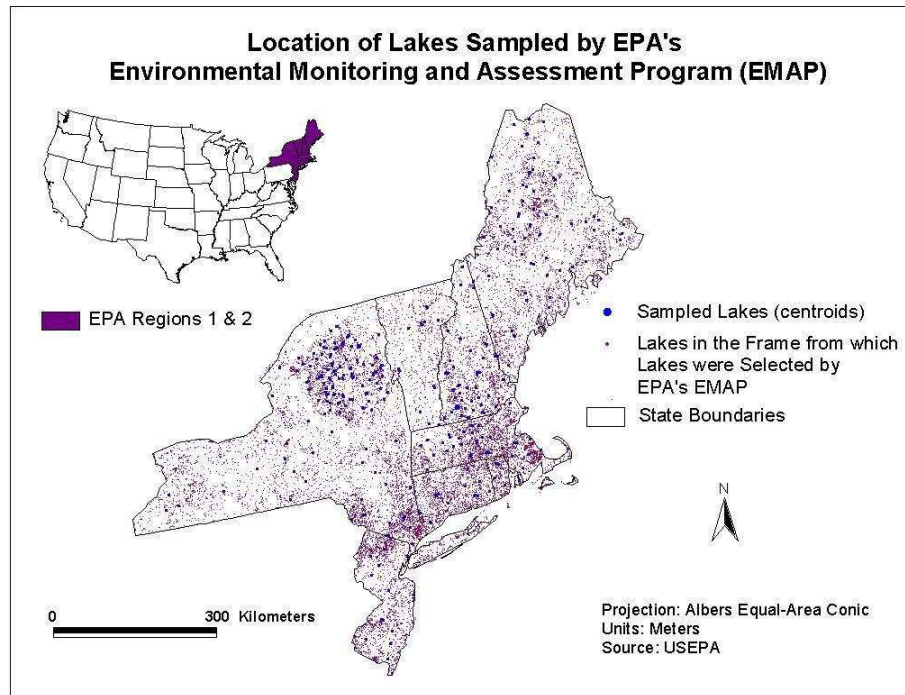 Location of Lakes Sampled by EPA's
Environmental Monitoring and Assessment Program (EMAP)
EPA Regions 1 & 2
Sampled Lakes (centroids)
Lakes in the Frame from which
Lakes were Selected by
EPA's EMAP
State Boundaries
N
0 300 Kilometers
Projection: Albers Equal-Area Conic
Units: Meters
Source: USEPA